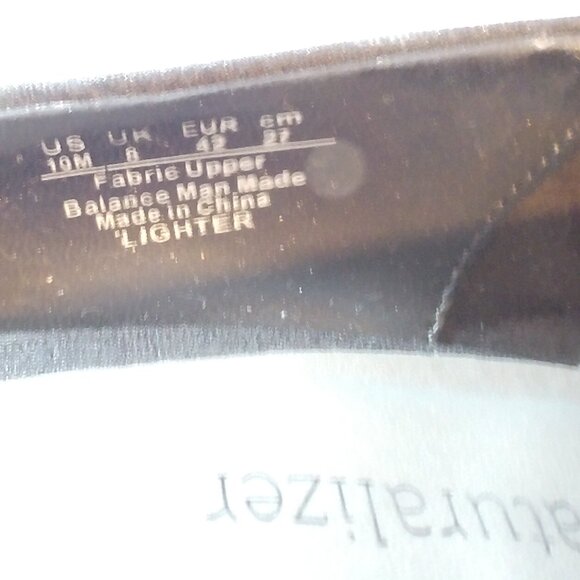 US UK EUR cm
10M 8 42 27
Fabric Upper
Balance Man Made
Made in China
'LIGHTER'
aturalizer